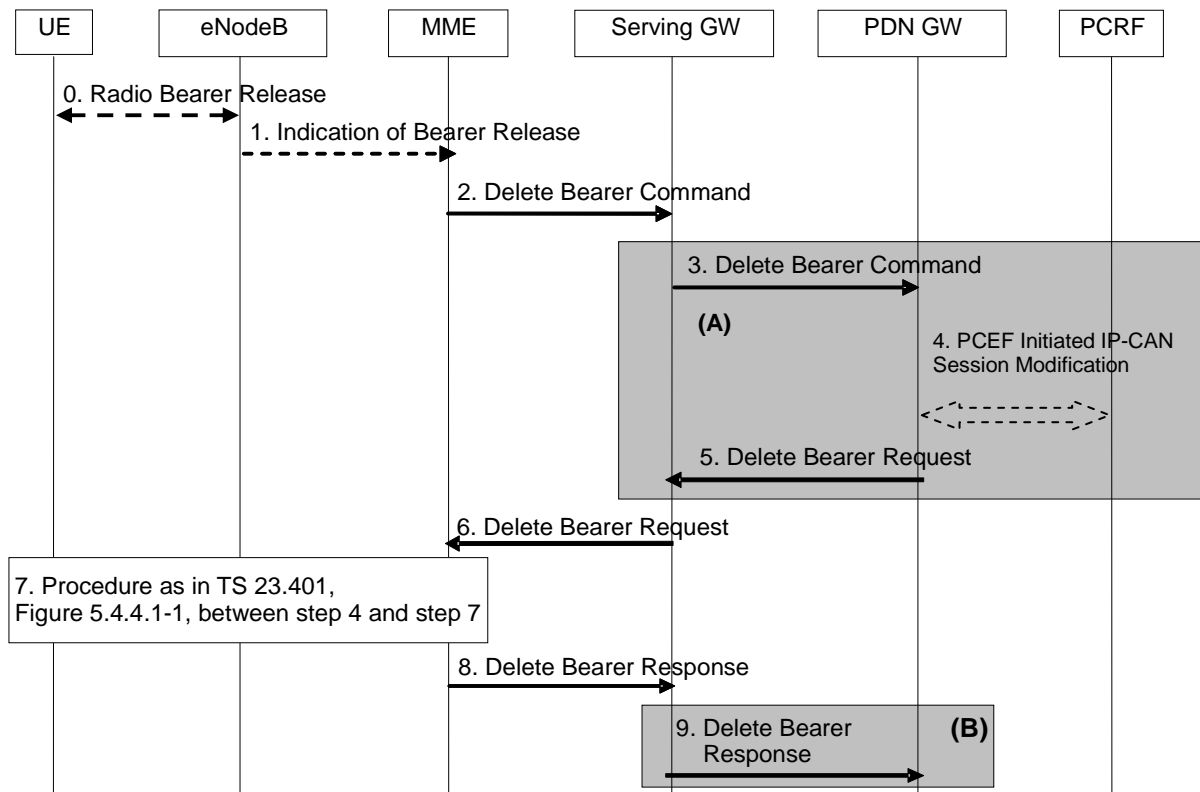 UE
eNodeB
MME
Serving GW
PDN GW
PCRF
0. Radio Bearer Release
1. Indication of Bearer Release
2. Delete Bearer Command
3. Delete Bearer Command
(A)
4. PCEF Initiated IP-CAN
Session Modification
5. Delete Bearer Request
6. Delete Bearer Request
7. Procedure as in TS 23.401,
Figure 5.4.4.1-1, between step 4 and step 7
8. Delete Bearer Response
9. Delete Bearer
Response
(B)